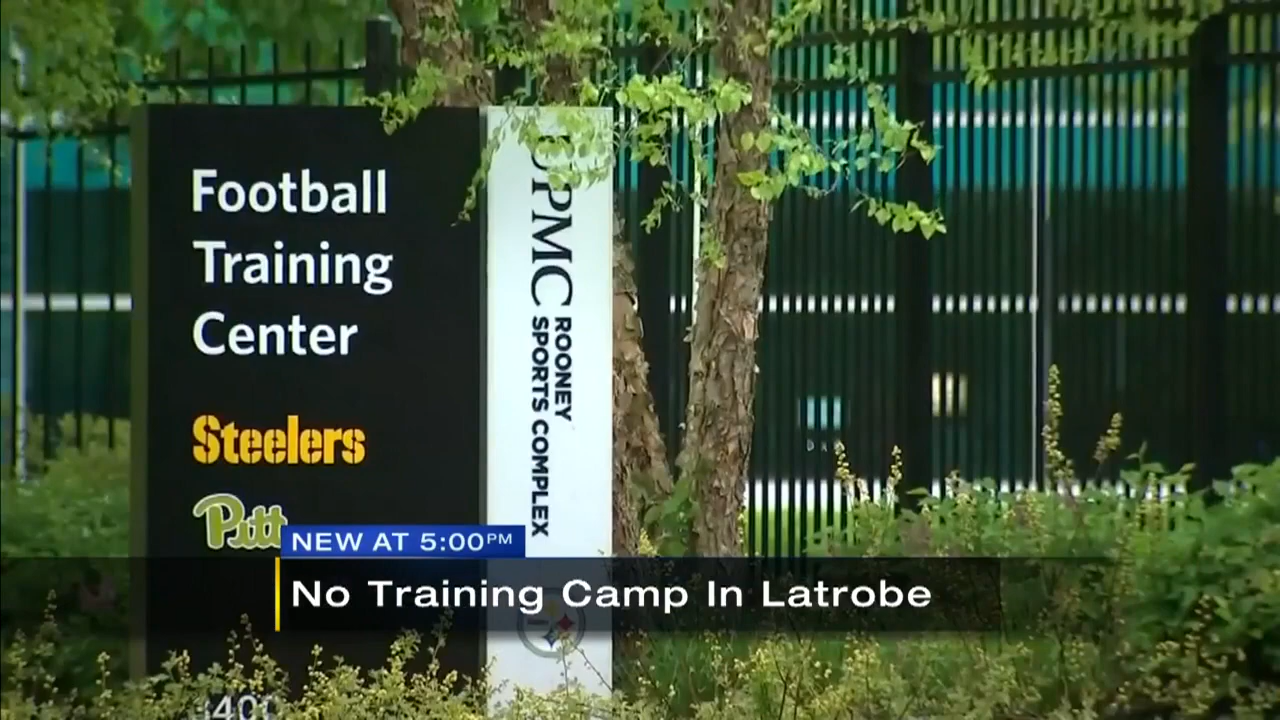 Football
Training
Center
Steelers
Pitt
UPMC ROONEY
SPORTS COMPLEX
NEW AT 5:00PM
No Training Camp In Latrobe